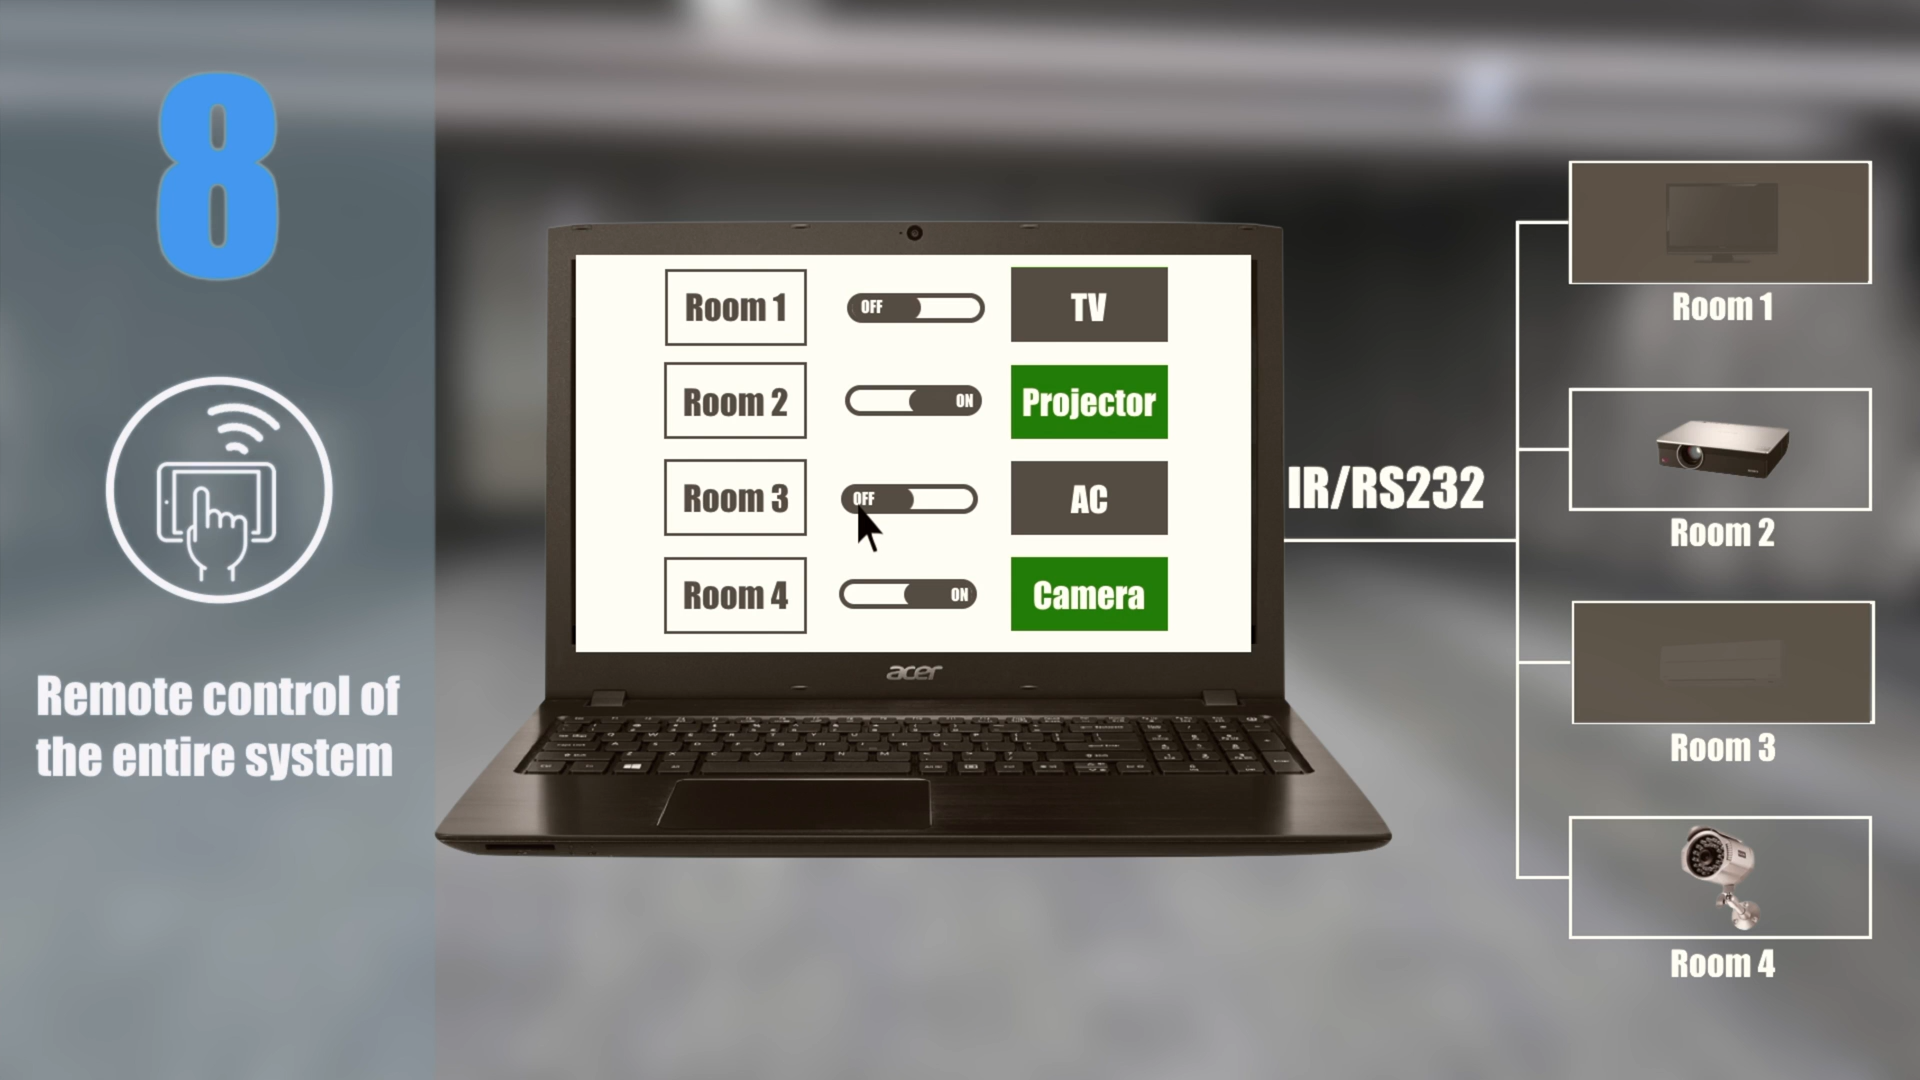 8
Remote control of
the entire system
Room 1
OFF
TV
Room 2
ON
Projector
Room 3
OFF
AC
Room 4
ON
Camera
acer
IR/RS232
Room 1
Room 2
Room 3
Room 4